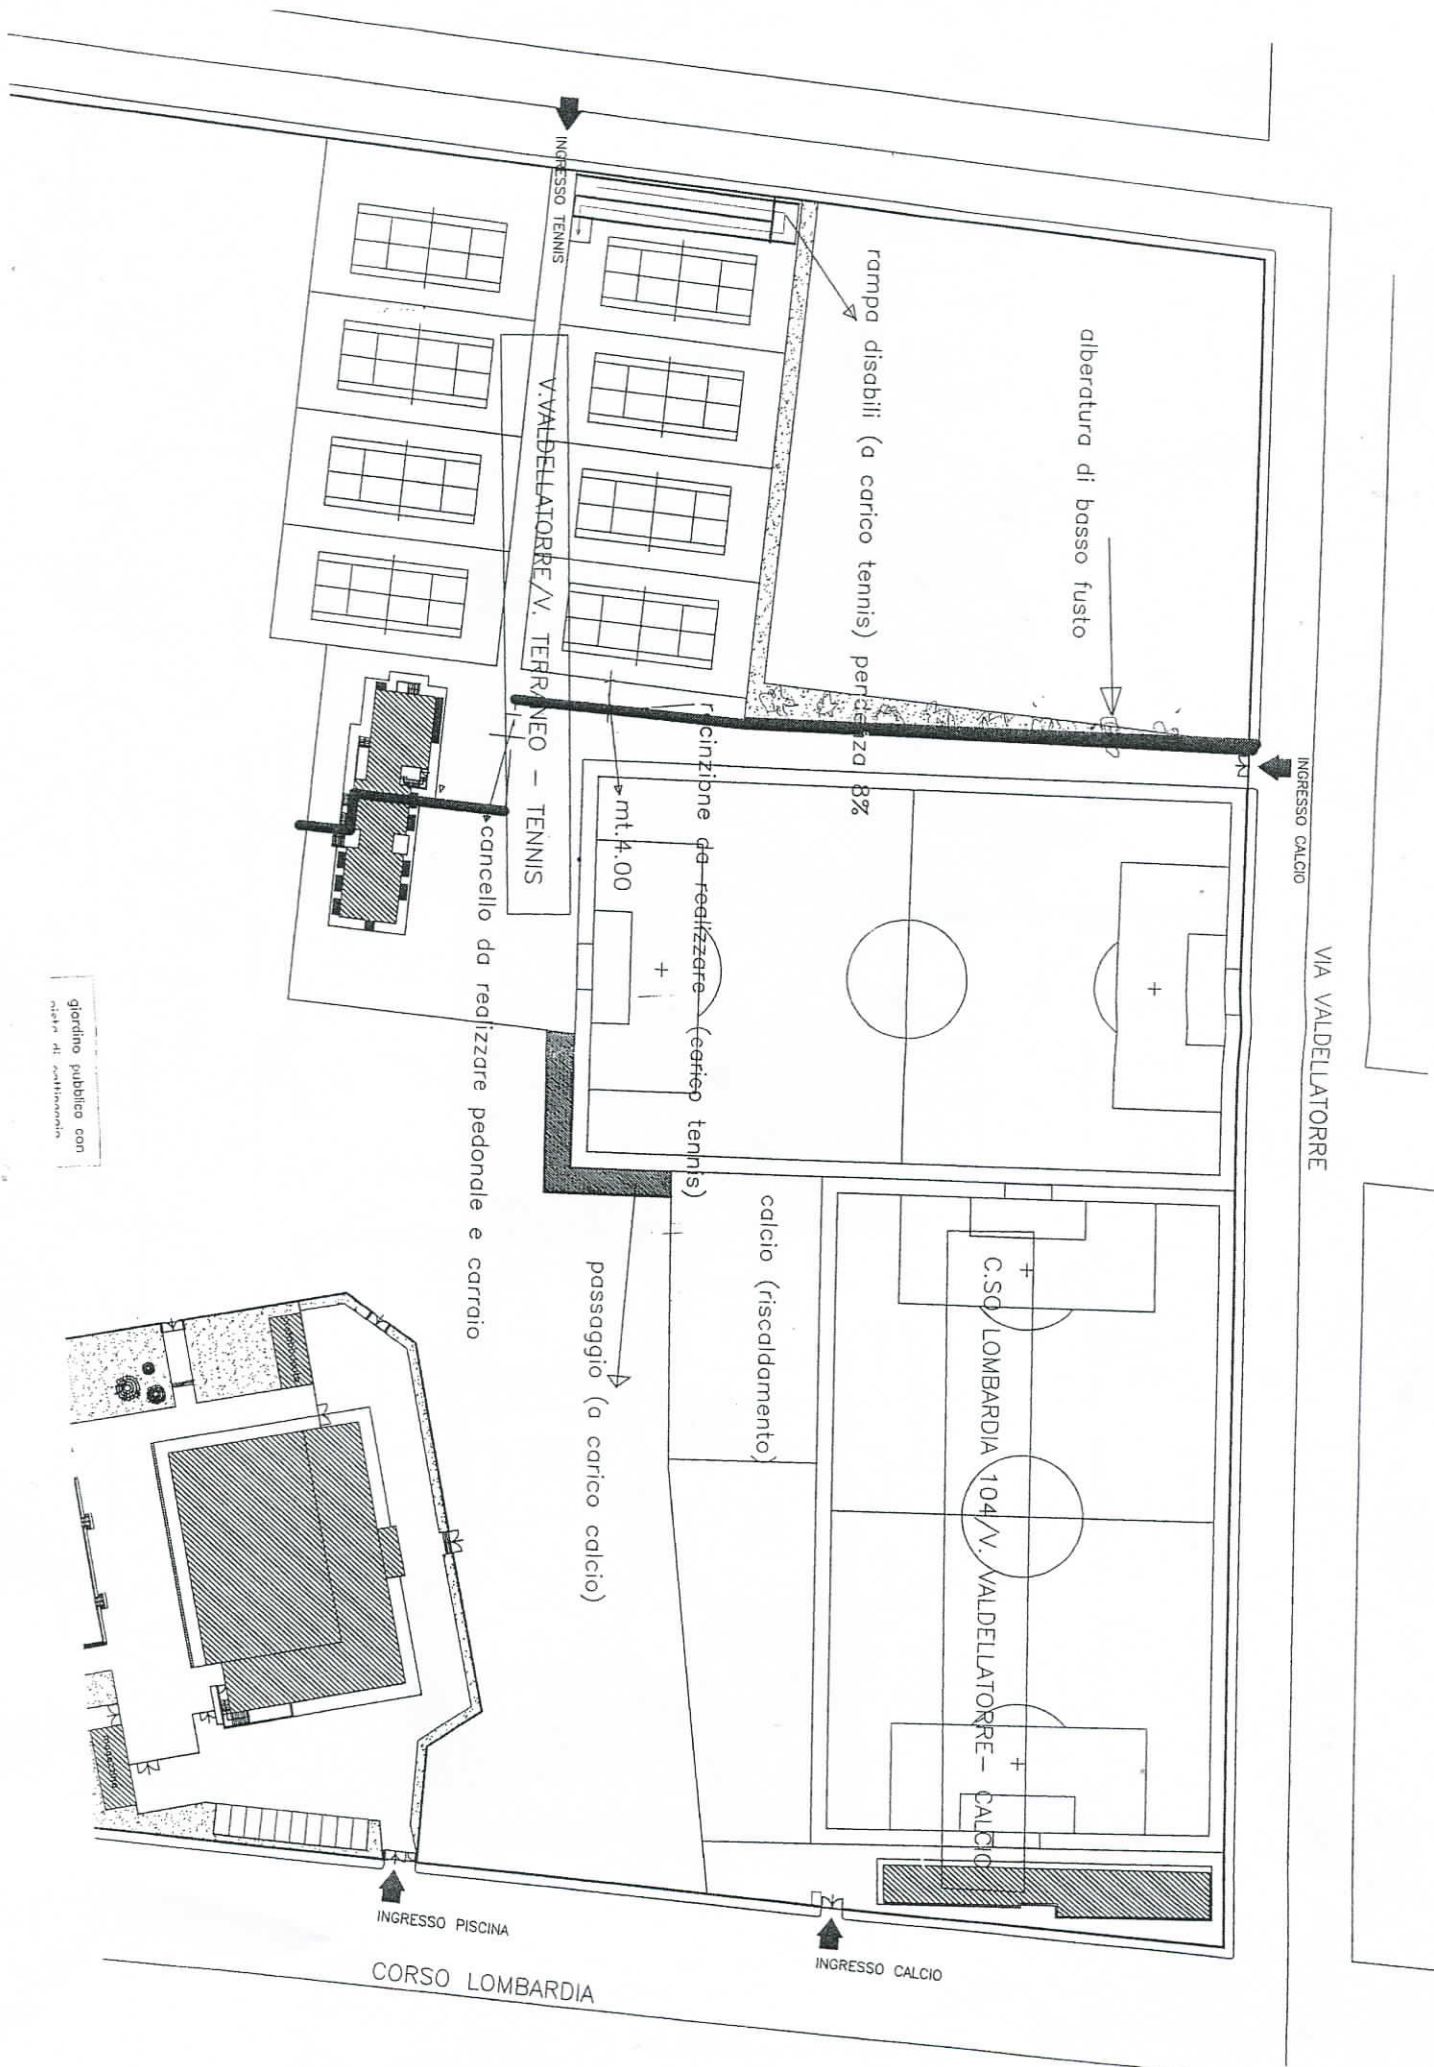 INGRESSO TENNIS
rampa disabili (a carico tennis) pendenza 8%
alberatura di basso fusto
V.VALDELLATORRE/V. TERRANEO - TENNIS
recinzione da realizzare (carico tennis)
mt.4.00
cancello da realizzare pedonale e carraio
INGRESSO CALCIO
VIA VALDELLATORRE
giardino pubblico con
calcio (riscaldamento)
passaggio (a carico calcio)
C.SO LOMBARDIA 104/V. VALDELLATORRE- CALCIO
INGRESSO PISCINA
INGRESSO CALCIO
CORSO LOMBARDIA